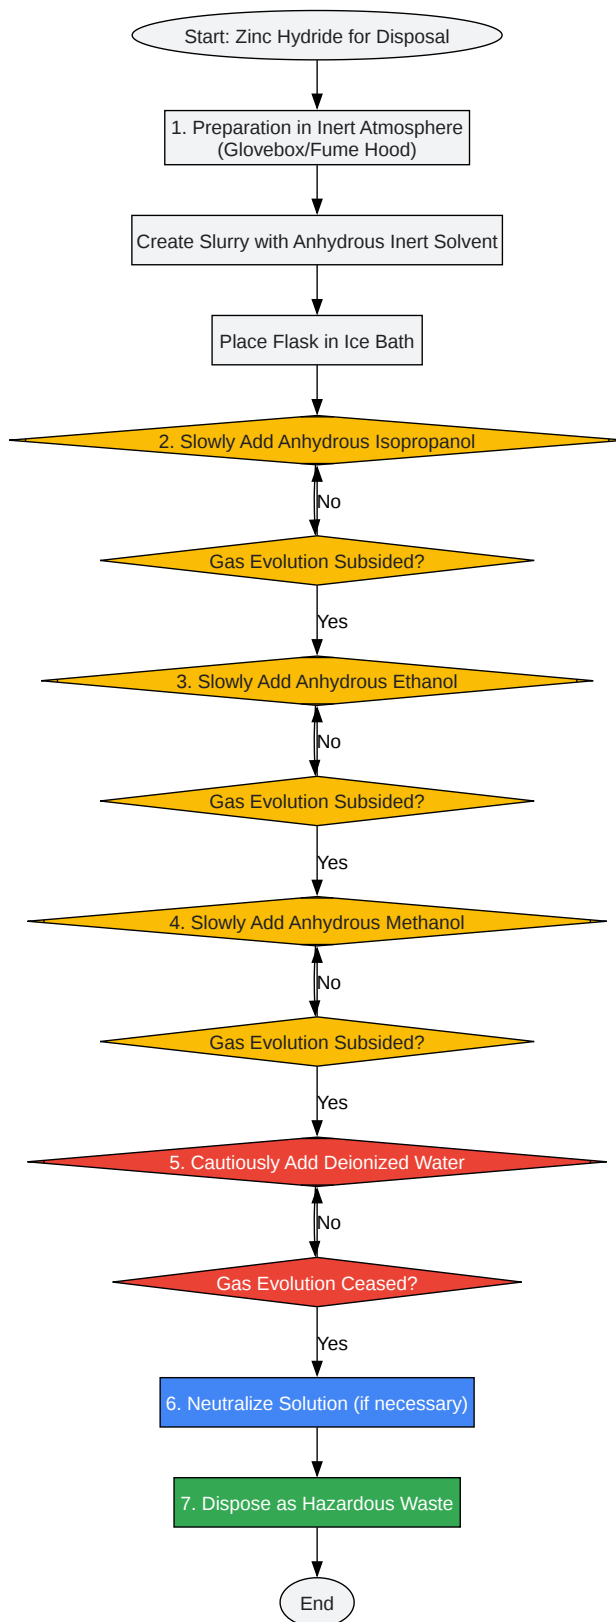 Start: Zinc Hydride for Disposal
1. Preparation in Inert Atmosphere
(Glovebox/Fume Hood)
Create Slurry with Anhydrous Inert Solvent
Place Flask in Ice Bath
2. Slowly Add Anhydrous Isopropanol
No
Gas Evolution Subsided?
Yes
3. Slowly Add Anhydrous Ethanol
No
Gas Evolution Subsided?
Yes
4. Slowly Add Anhydrous Methanol
No
Gas Evolution Subsided?
Yes
5. Cautiously Add Deionized Water
No
Gas Evolution Ceased?
Yes
6. Neutralize Solution (if necessary)
7. Dispose as Hazardous Waste
End